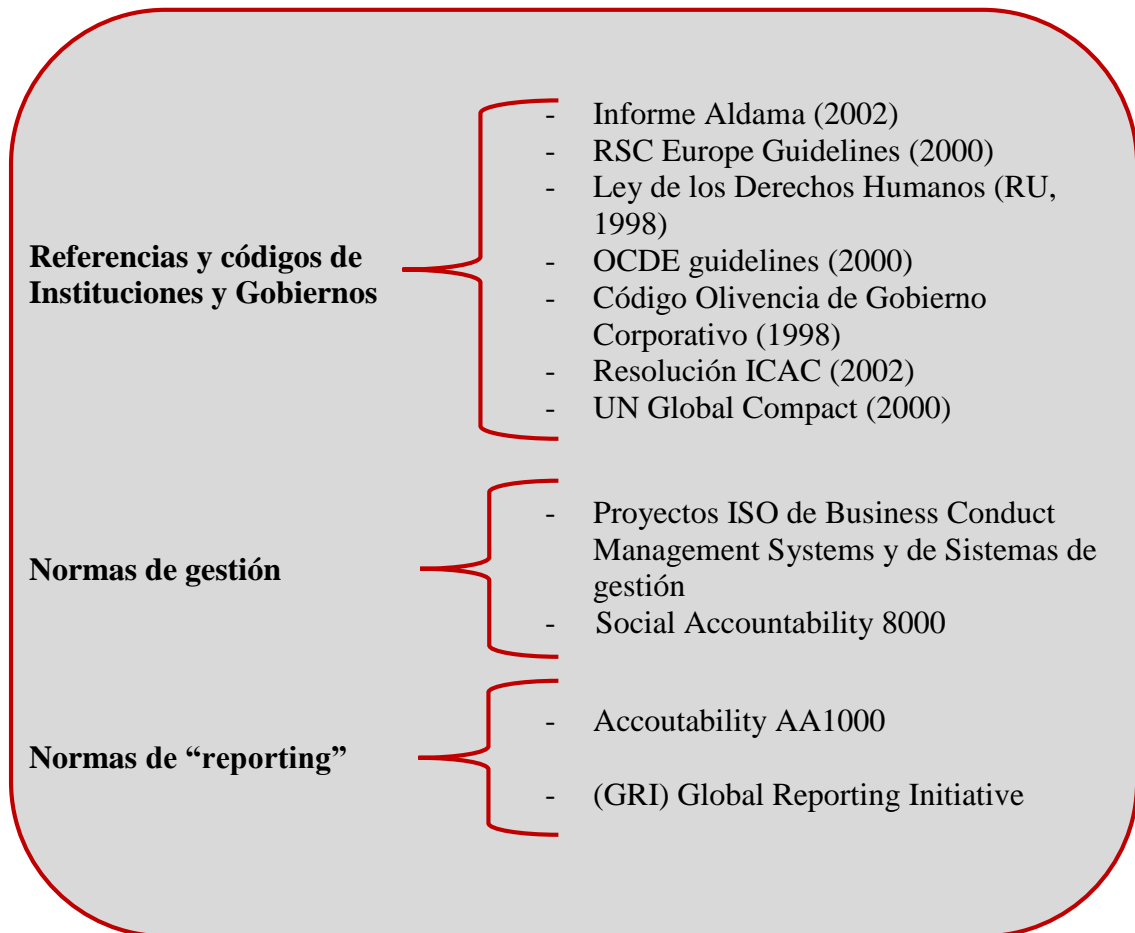 Referencias y códigos de
Instituciones y Gobiernos
- Informe Aldama (2002)
- RSC Europe Guidelines (2000)
- Ley de los Derechos Humanos (RU,
1998)
- OCDE guidelines (2000)
- Código Olivencia de Gobierno
Corporativo (1998)
- Resolución ICAC (2002)
- UN Global Compact (2000)
Normas de gestión
- Proyectos ISO de Business Conduct
Management Systems y de Sistemas de
gestión
- Social Accountability 8000
Normas de “reporting”
- Accoutability AA1000
- (GRI) Global Reporting Initiative